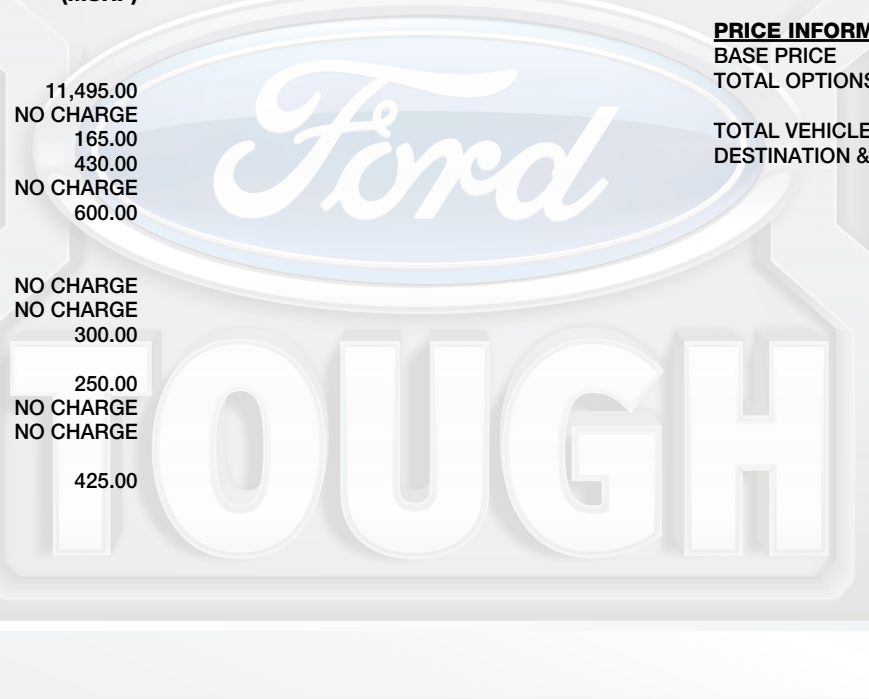 (MSRP)
11,495.00
NO CHARGE
165.00
430.00
NO CHARGE
600.00
NO CHARGE
NO CHARGE
300.00
250.00
NO CHARGE
NO CHARGE
425.00
PRICE INFORM
BASE PRICE
TOTAL OPTIONS
TOTAL VEHICLE
DESTINATION &
Ford
TOUGH